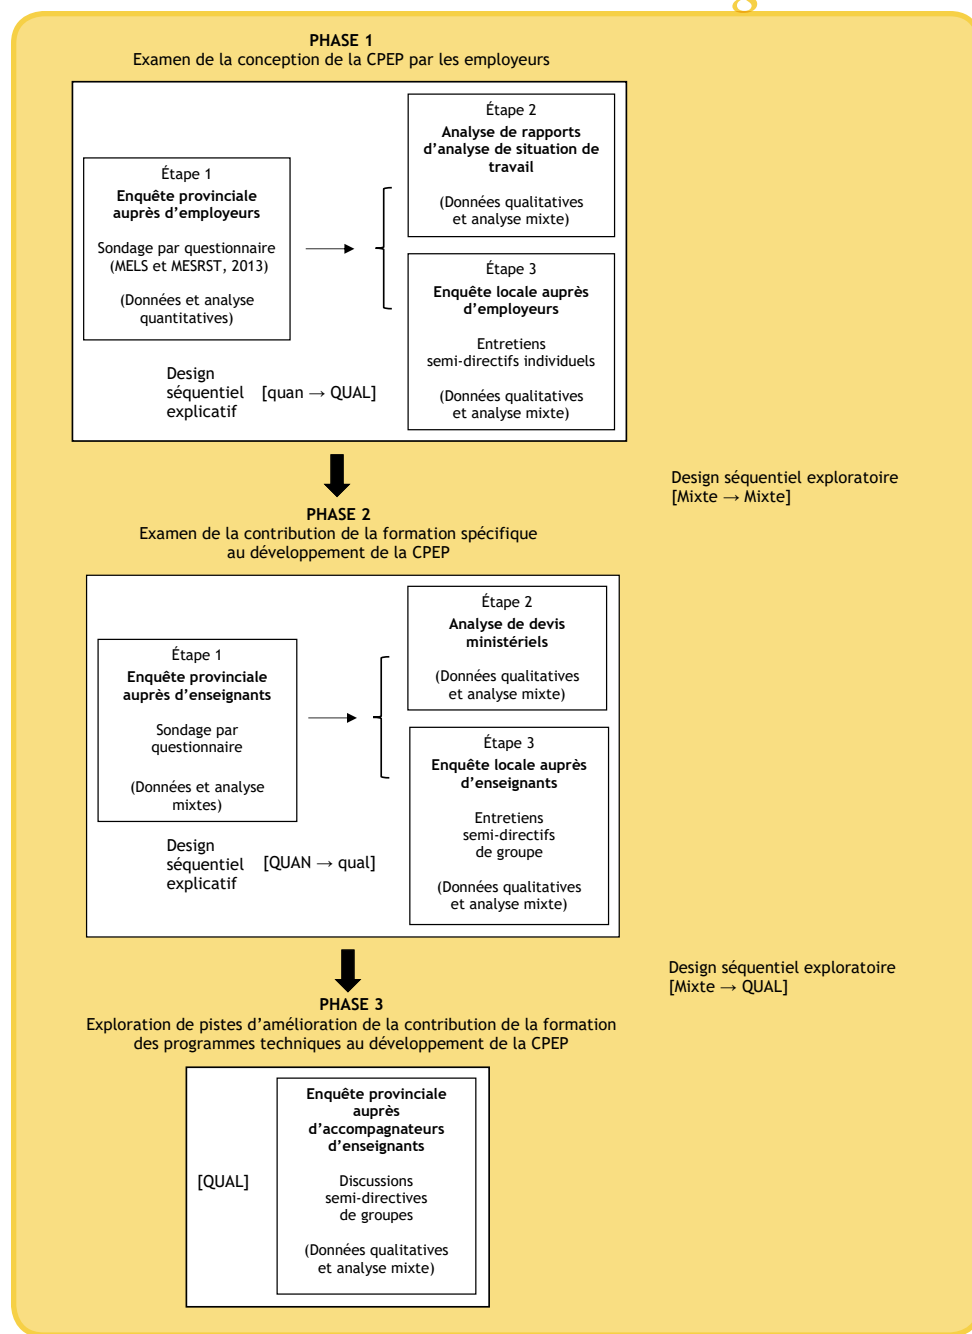 PHASE 1
Examen de la conception de la CPEP par les employeurs
Étape 1
Enquête provinciale
auprès d’employeurs
Sondage par questionnaire
(MELS et MESRST, 2013)
(Données et analyse
quantitatives)
Étape 2
Analyse de rapports
d’analyse de situation de
travail
(Données qualitatives
et analyse mixte)
Étape 3
Enquête locale auprès
d’employeurs
Entretiens
semi-directifs individuels
(Données qualitatives
et analyse mixte)
Design
séquentiel
explicatif
[quan → QUAL]
Design séquentiel exploratoire
[Mixte → Mixte]
PHASE 2
Examen de la contribution de la formation spécifique
au développement de la CPEP
Étape 1
Enquête provinciale
auprès d’enseignants
Sondage par
questionnaire
(Données et analyse
mixtes)
Étape 2
Analyse de devis
ministériels
(Données qualitatives
et analyse mixte)
Étape 3
Enquête locale auprès
d’enseignants
Entretiens
semi-directifs
de groupe
(Données qualitatives
et analyse mixte)
Design
séquentiel
explicatif
[QUAN → qual]
Design séquentiel exploratoire
[Mixte → QUAL]
PHASE 3
Exploration de pistes d’amélioration de la contribution de la formation
des programmes techniques au développement de la CPEP
[QUAL]
Enquête provinciale
auprès
d’accompagnateurs
d’enseignants
Discussions
semi-directives
de groupes
(Données qualitatives
et analyse mixte)